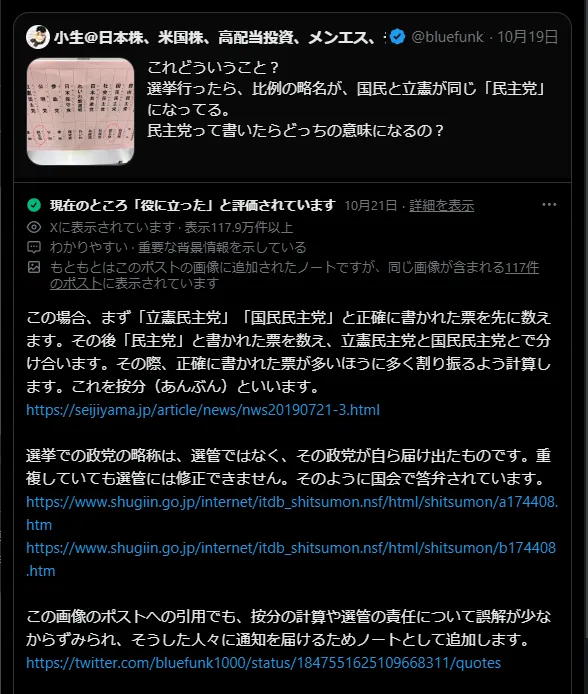 小生@日本株、米国株、高配当投資、メンエス、 @bluefunk · 10月19日
これどういうこと？
選挙行ったら、比例の略名が、国民と立憲が同じ「民主党」
になってる。
民主党って書いたらどっちの意味になるの？
現在のところ「役に立った」と評価されています 10月21日 · 詳細を表示 ···
Xに表示されています · 表示117.9万件以上
わかりやすい · 重要な背景情報を示している
もともとはこのポストの画像に追加されたノートですが、同じ画像が含まれる117件
のポストに表示されています
この場合、まず「立憲民主党」「国民民主党」と正確に書かれた票を先に数え
ます。その後「民主党」と書かれた票を数え、立憲民主党と国民民主党とで分
け合います。その際、正確に書かれた票が多いほうに多く割り振るよう計算し
ます。これを按分（あんぶん）といいます。
https://seijiyama.jp/article/news/nws20190721-3.html
選挙での政党の略称は、選管ではなく、その政党が自ら届け出たものです。重
複していても選管には修正できません。そのように国会で答弁されています。
https://www.shugiin.go.jp/internet/itdb_shitsumon.nsf/html/shitsumon/a174408.
htm
https://www.shugiin.go.jp/internet/itdb_shitsumon.nsf/html/shitsumon/b174408
.htm
この画像のポストへの引用でも、按分の計算や選管の責任について誤解が少な
からずみられ、そうした人々に通知を届けるためノートとして追加します。
https://twitter.com/bluefunk1000/status/1847551625109668311/quotes